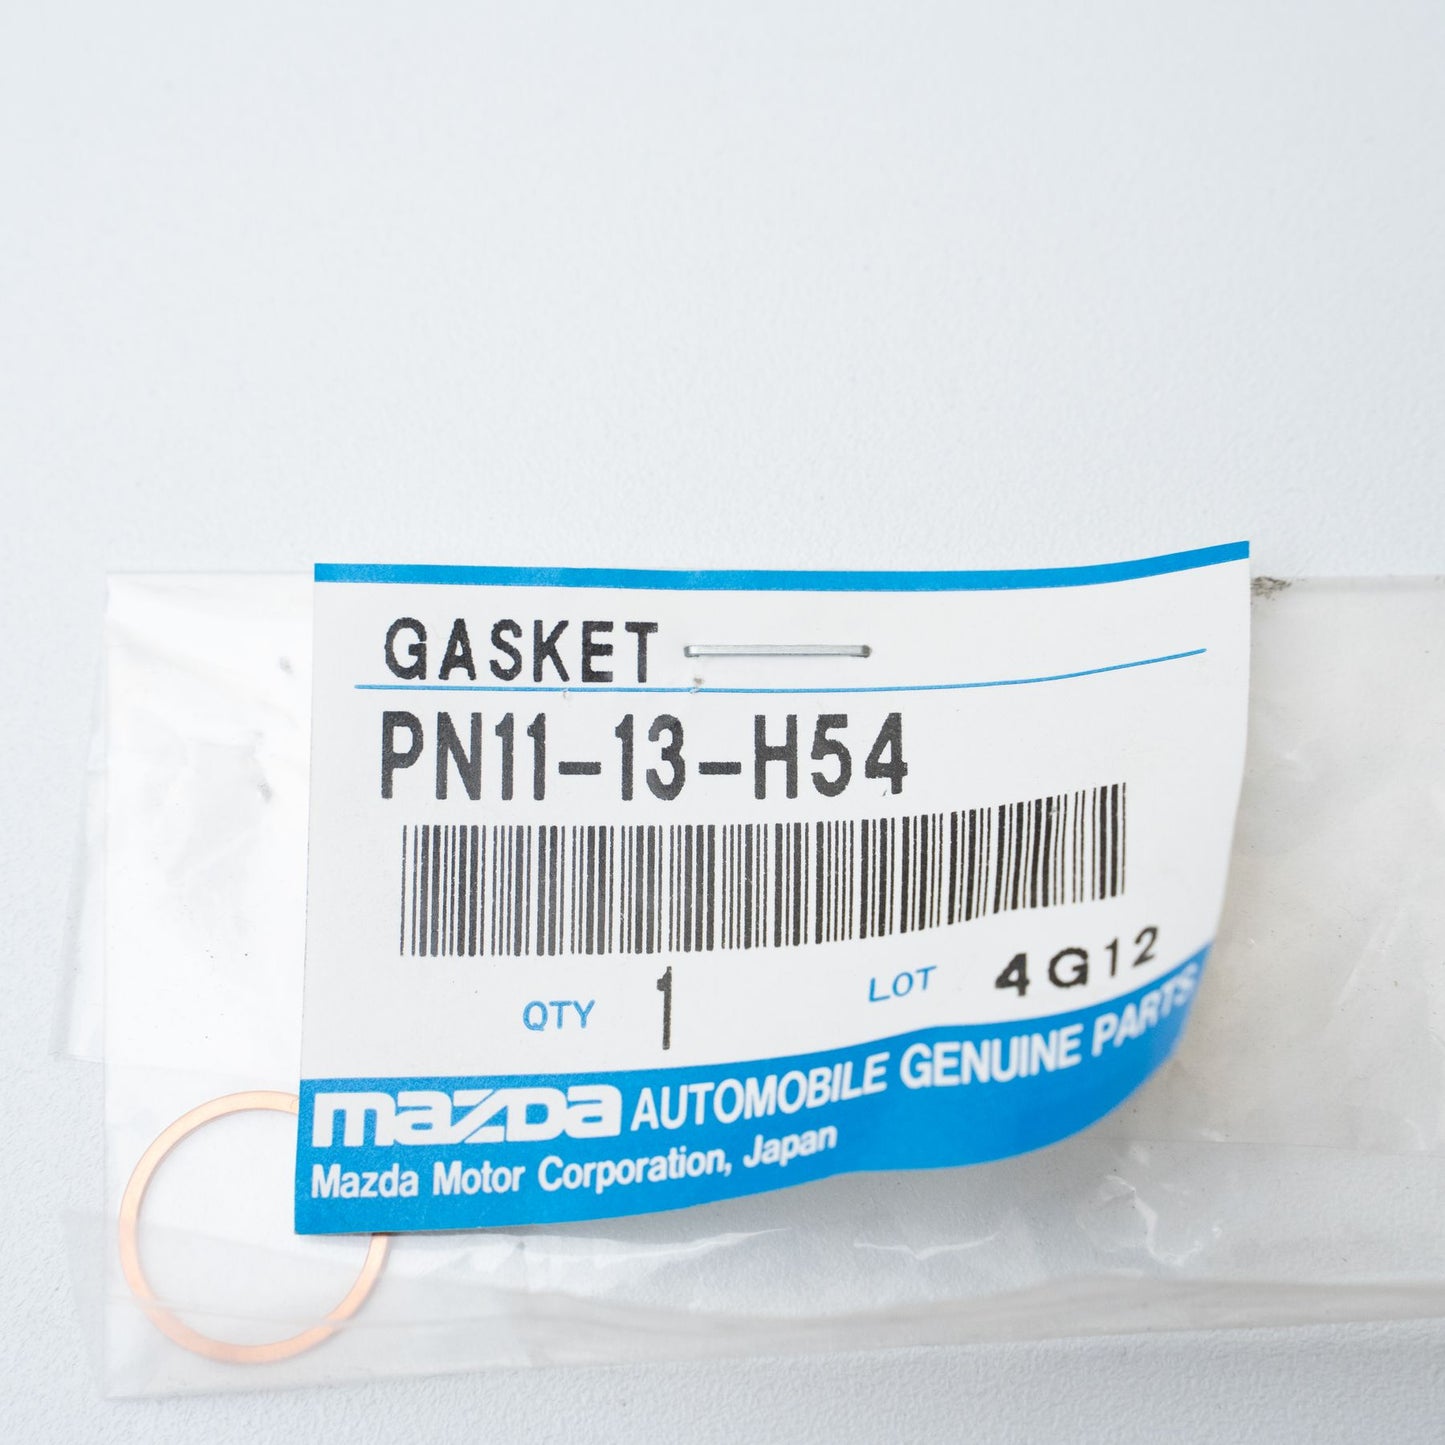 GASKET
PN11-13-H54
QTY 1 LOT 4G12
mazDa AUTOMOBILE GENUINE PARTS
Mazda Motor Corporation, Japan